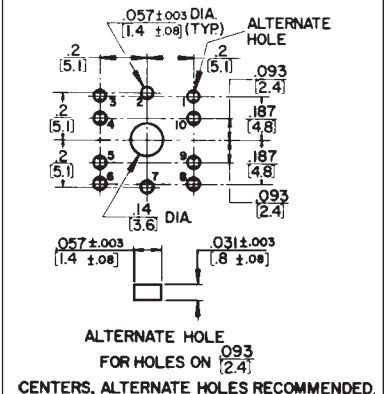 .057±.003 DIA.
[1.4 ±.08] (TYP.)
ALTERNATE
HOLE
.2
[5.1]
.2
[5.1]
.093
[2.4]
3 2 1
.2
[5.1]
4 10
.187
[4.8]
.2
[5.1]
5 9
.187
[4.8]
6 7 8
.093
[2.4]
.14
[3.6] DIA.
.057±.003
[1.4 ±.08]
.031±.003
[.8 ±.08]
ALTERNATE HOLE
FOR HOLES ON .093
[2.4]
CENTERS, ALTERNATE HOLES RECOMMENDED.